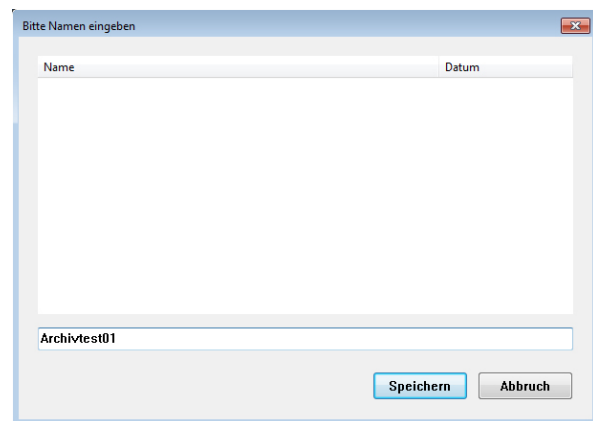 Bitte Namen eingeben
Name Datum
Archivtest01
Speichern Abbruch